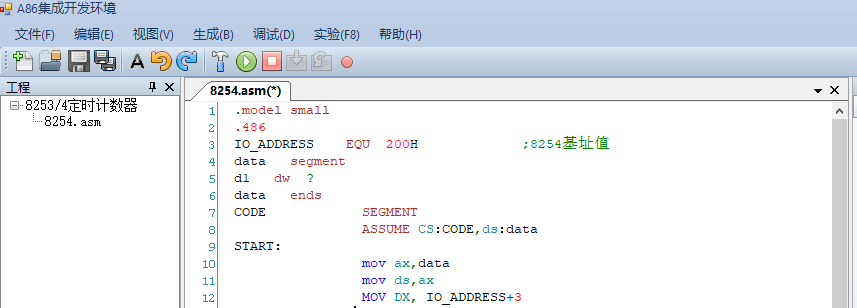 A86集成开发环境
文件(F) 编辑(E) 视图(V) 生成(B) 调试(D) 实验(F8) 帮助(H)
A
工程
8253/4定时计数器
8254.asm
8254.asm(*)
1 .model small
2 .486
3 IO_ADDRESS EQU 200H ;8254基址值
4 data segment
5 d1 dw ?
6 data ends
7 CODE SEGMENT
8 ASSUME CS:CODE,ds:data
9 START:
10 mov ax,data
11 mov ds,ax
12 MOV DX, IO_ADDRESS+3